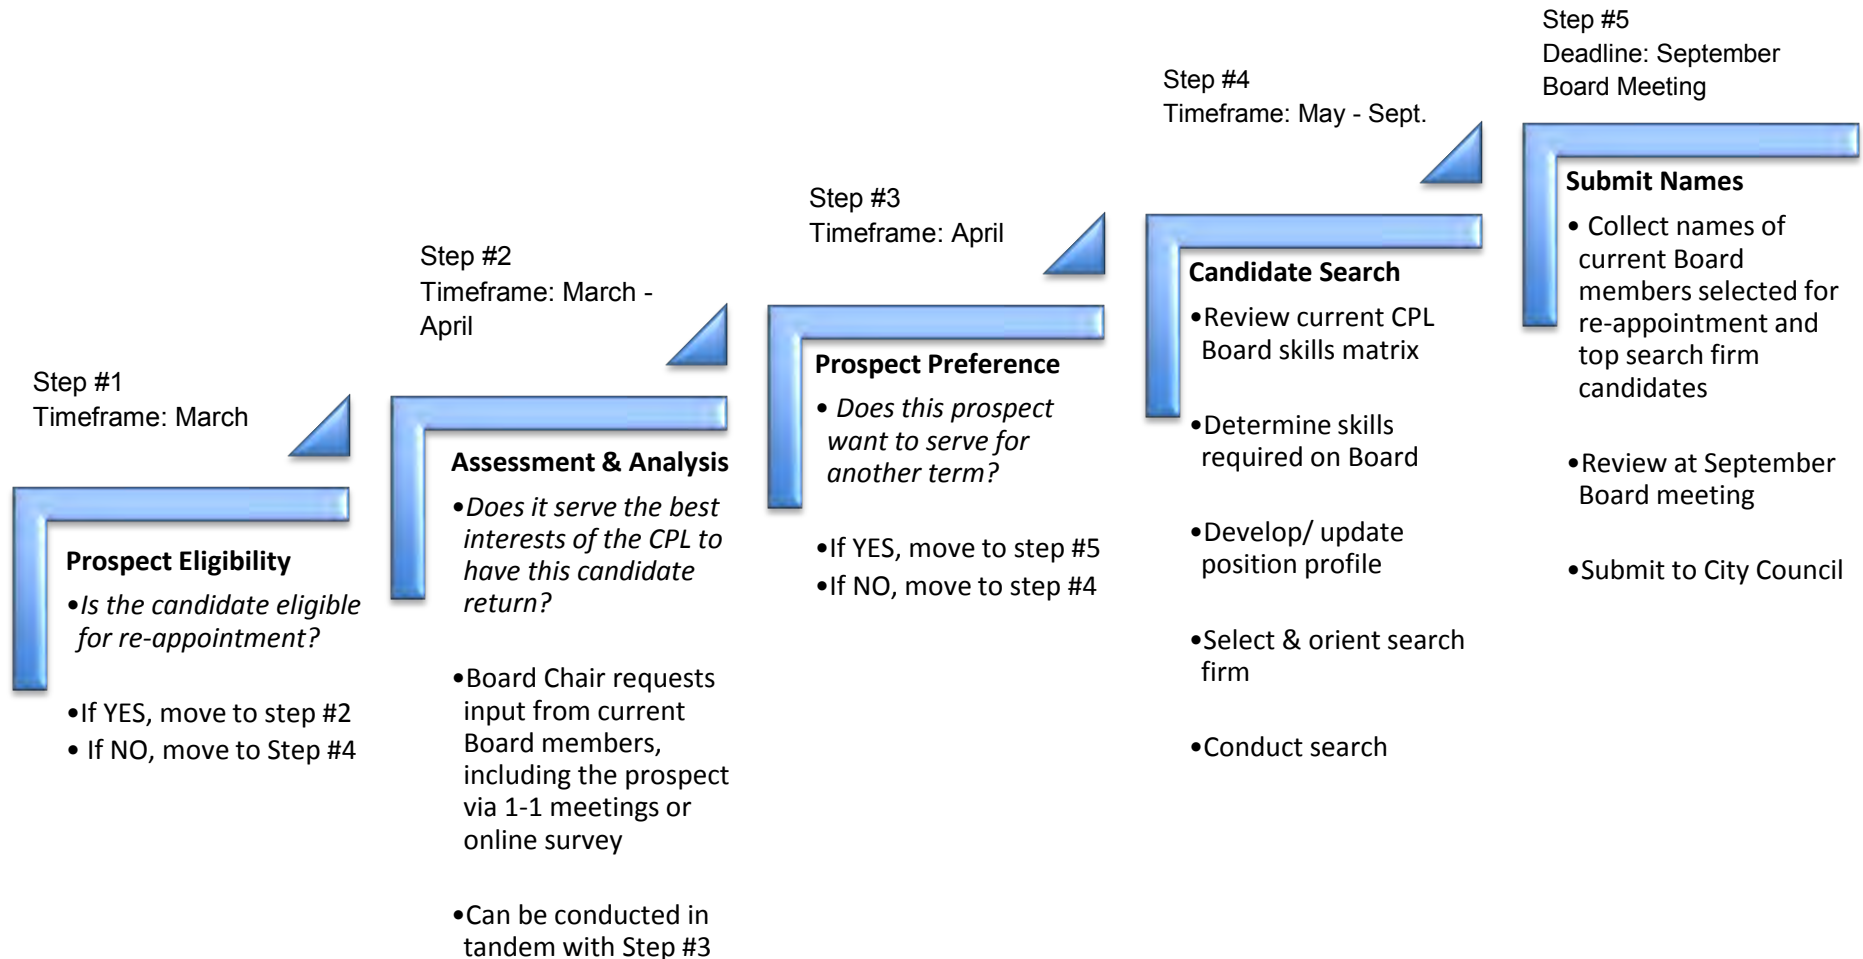 Step #1
Timeframe: March
Prospect Eligibility
•Is the candidate eligible
for re-appointment?
•If YES, move to step #2
• If NO, move to Step #4
Step #2
Timeframe: March -
April
Assessment & Analysis
•Does it serve the best
interests of the CPL to
have this candidate
return?
•Board Chair requests
input from current
Board members,
including the prospect
via 1-1 meetings or
online survey
•Can be conducted in
tandem with Step #3
Step #3
Timeframe: April
Prospect Preference
• Does this prospect
want to serve for
another term?
•If YES, move to step #5
•If NO, move to step #4
Step #4
Timeframe: May - Sept.
Candidate Search
•Review current CPL
Board skills matrix
•Determine skills
required on Board
•Develop/ update
position profile
•Select & orient search
firm
•Conduct search
Step #5
Deadline: September
Board Meeting
Submit Names
• Collect names of
current Board
members selected for
re-appointment and
top search firm
candidates
•Review at September
Board meeting
•Submit to City Council